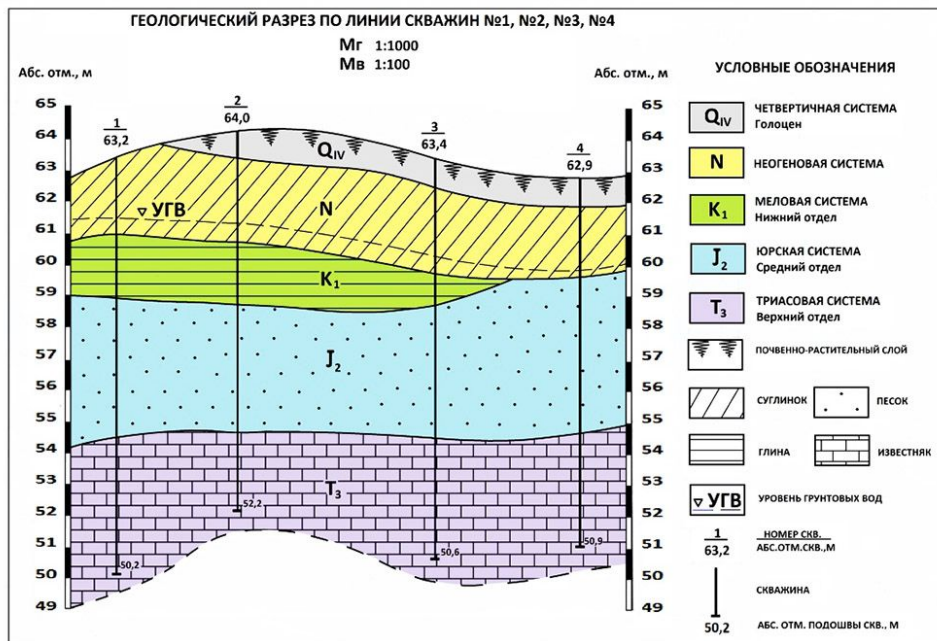 ГЕОЛОГИЧЕСКИЙ РАЗРЕЗ ПО ЛИНИИ СКВАЖИН №1, №2, №3, №4
Мг 1:1000
Мв 1:100
Абс. отм., м
Абс. отм., м
65
64
63
62
61
60
59
58
57
56
55
54
53
52
51
50
49
1
63,2
2
64,0
3
63,4
4
62,9
QIV
N
УГВ
K1
J2
T3
50,2
52,2
50,6
50,9
65
64
63
62
61
60
59
58
57
56
55
54
53
52
51
50
49
УСЛОВНЫЕ ОБОЗНАЧЕНИЯ
QIV
ЧЕТВЕРТИЧНАЯ СИСТЕМА
Голоцен
N
НЕОГЕНОВАЯ СИСТЕМА
K1
МЕЛОВАЯ СИСТЕМА
Нижний отдел
J2
ЮРСКАЯ СИСТЕМА
Средний отдел
T3
ТРИАСОВАЯ СИСТЕМА
Верхний отдел
ПОЧВЕННО-РАСТИТЕЛЬНЫЙ СЛОЙ
СУГЛИНОК
ПЕСОК
ГЛИНА
ИЗВЕСТНЯК
УГВ
УРОВЕНЬ ГРУНТОВЫХ ВОД
1
63,2
НОМЕР СКВ.
АБС.ОТМ.СКВ.,М
СКВАЖИНА
50,2
АБС. ОТМ. ПОДОШВЫ СКВ., М